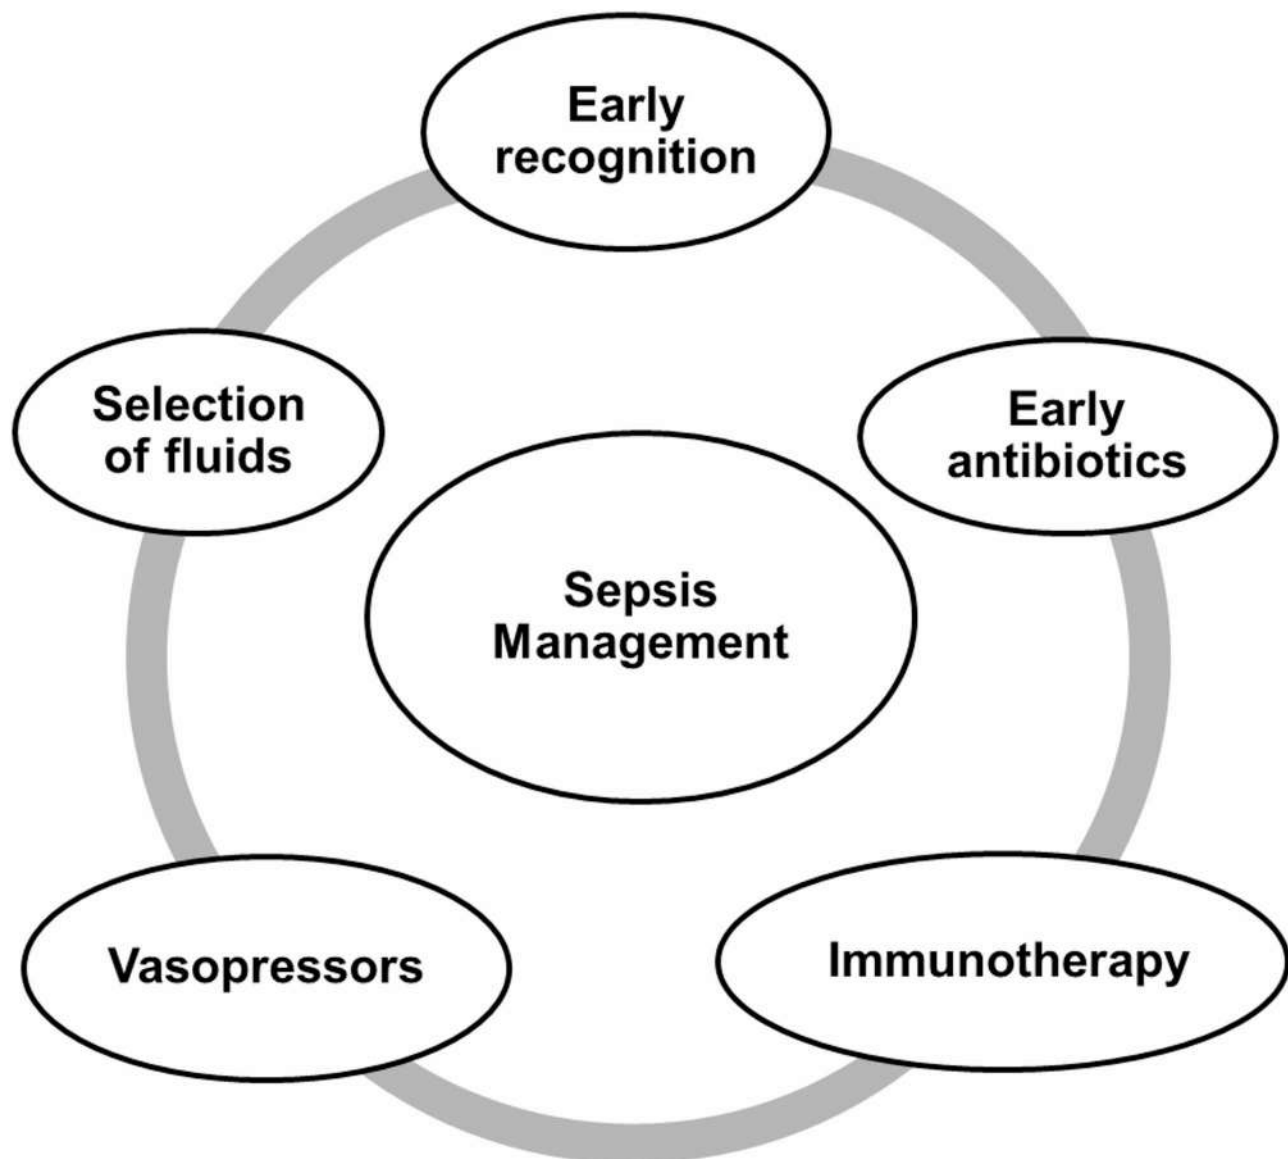 Early
recognition
Selection
of fluids
Early
antibiotics
Sepsis
Management
Vasopressors
Immunotherapy